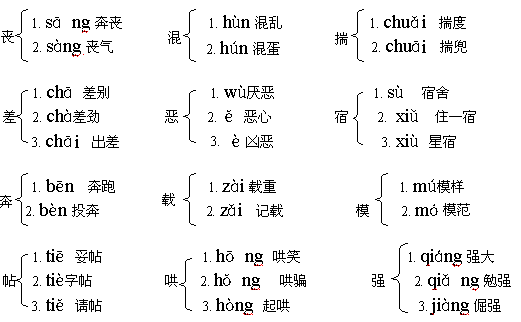 丧
1. sā ng 奔丧
2. sàng 丧气
混
1. hùn 混乱
2. hún 混蛋
揣
1. chuǎi 揣度
2. chuāi 揣兜
差
1. chā 差别
2. chà差劲
3. chāi 出差
恶
1. wù厌恶
2. ě 恶心
3. è 凶恶
宿
1. sù 宿舍
2. xiǔ 住一宿
3. xiù 星宿
奔
1. bēn 奔跑
2. bèn 投奔
载
1. zài 载重
2. zǎi 记载
模
1. mú模样
2. mó 模范
帖
1. tiē 妥帖
2. tiè字帖
3. tiě 请帖
哄
1. hō ng 哄笑
2. hǒ ng 哄骗
3. hòng 起哄
强
1. qiáng 强大
2. qiǎ ng 勉强
3. jiàng 倔强